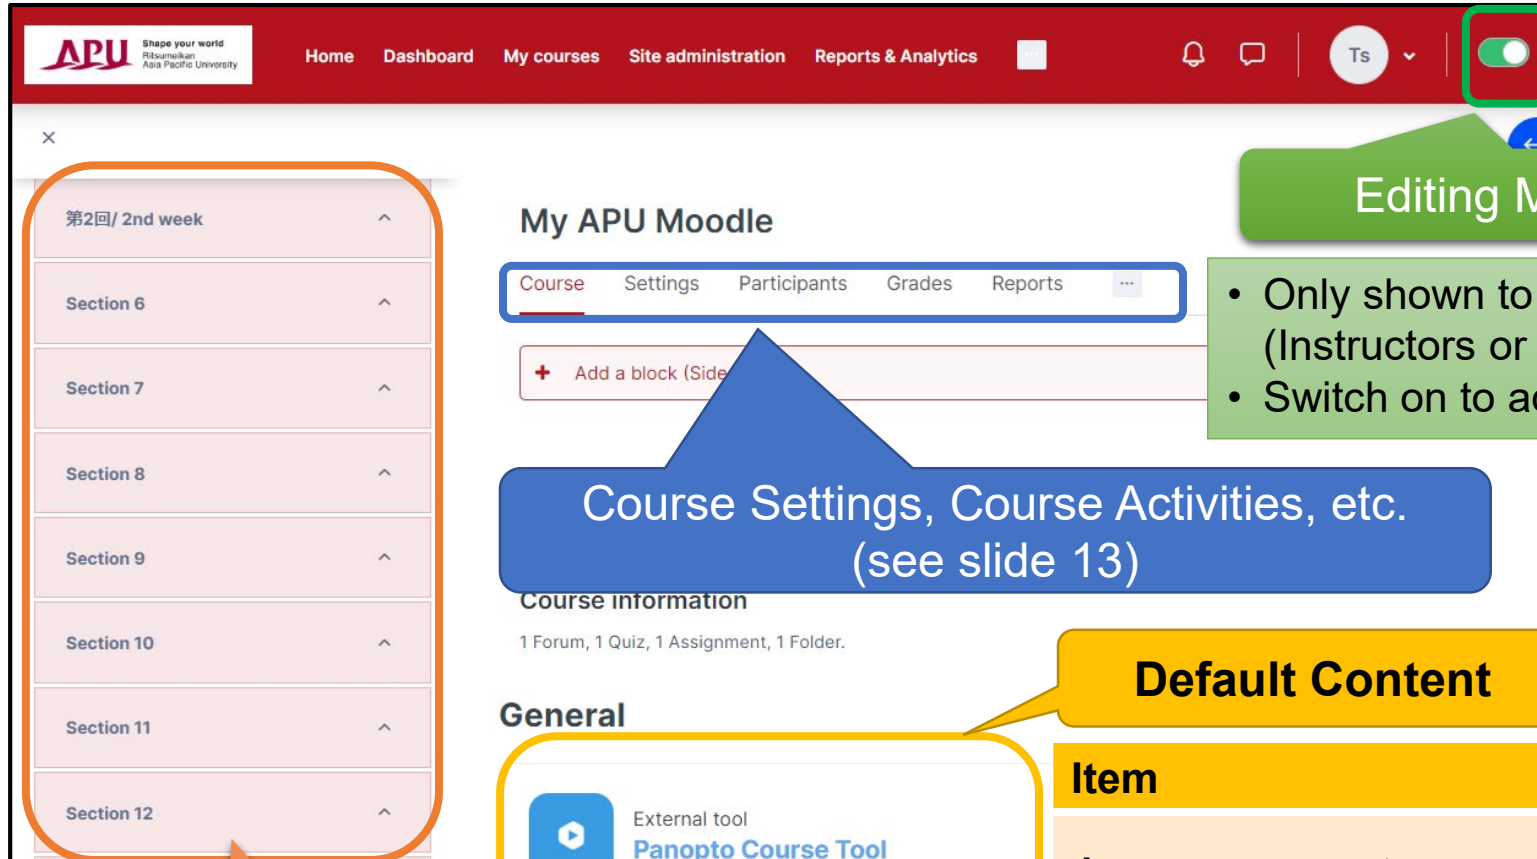 APU Shape your world
Ritsumeikan
Asia Pacific University
Home Dashboard My courses Site administration Reports & Analytics
Ts
第2回/ 2nd week
Section 6
Section 7
Section 8
Section 9
Section 10
Section 11
Section 12
My APU Moodle
Course Settings Participants Grades Reports
Add a block (Side
Editing M
• Only shown to
(Instructors or
• Switch on to
Course Settings, Course Activities, etc.
(see slide 13)
Course information
1 Forum, 1 Quiz, 1 Assignment, 1 Folder.
General
Default Content
Item
External tool
Panopto Course Tool